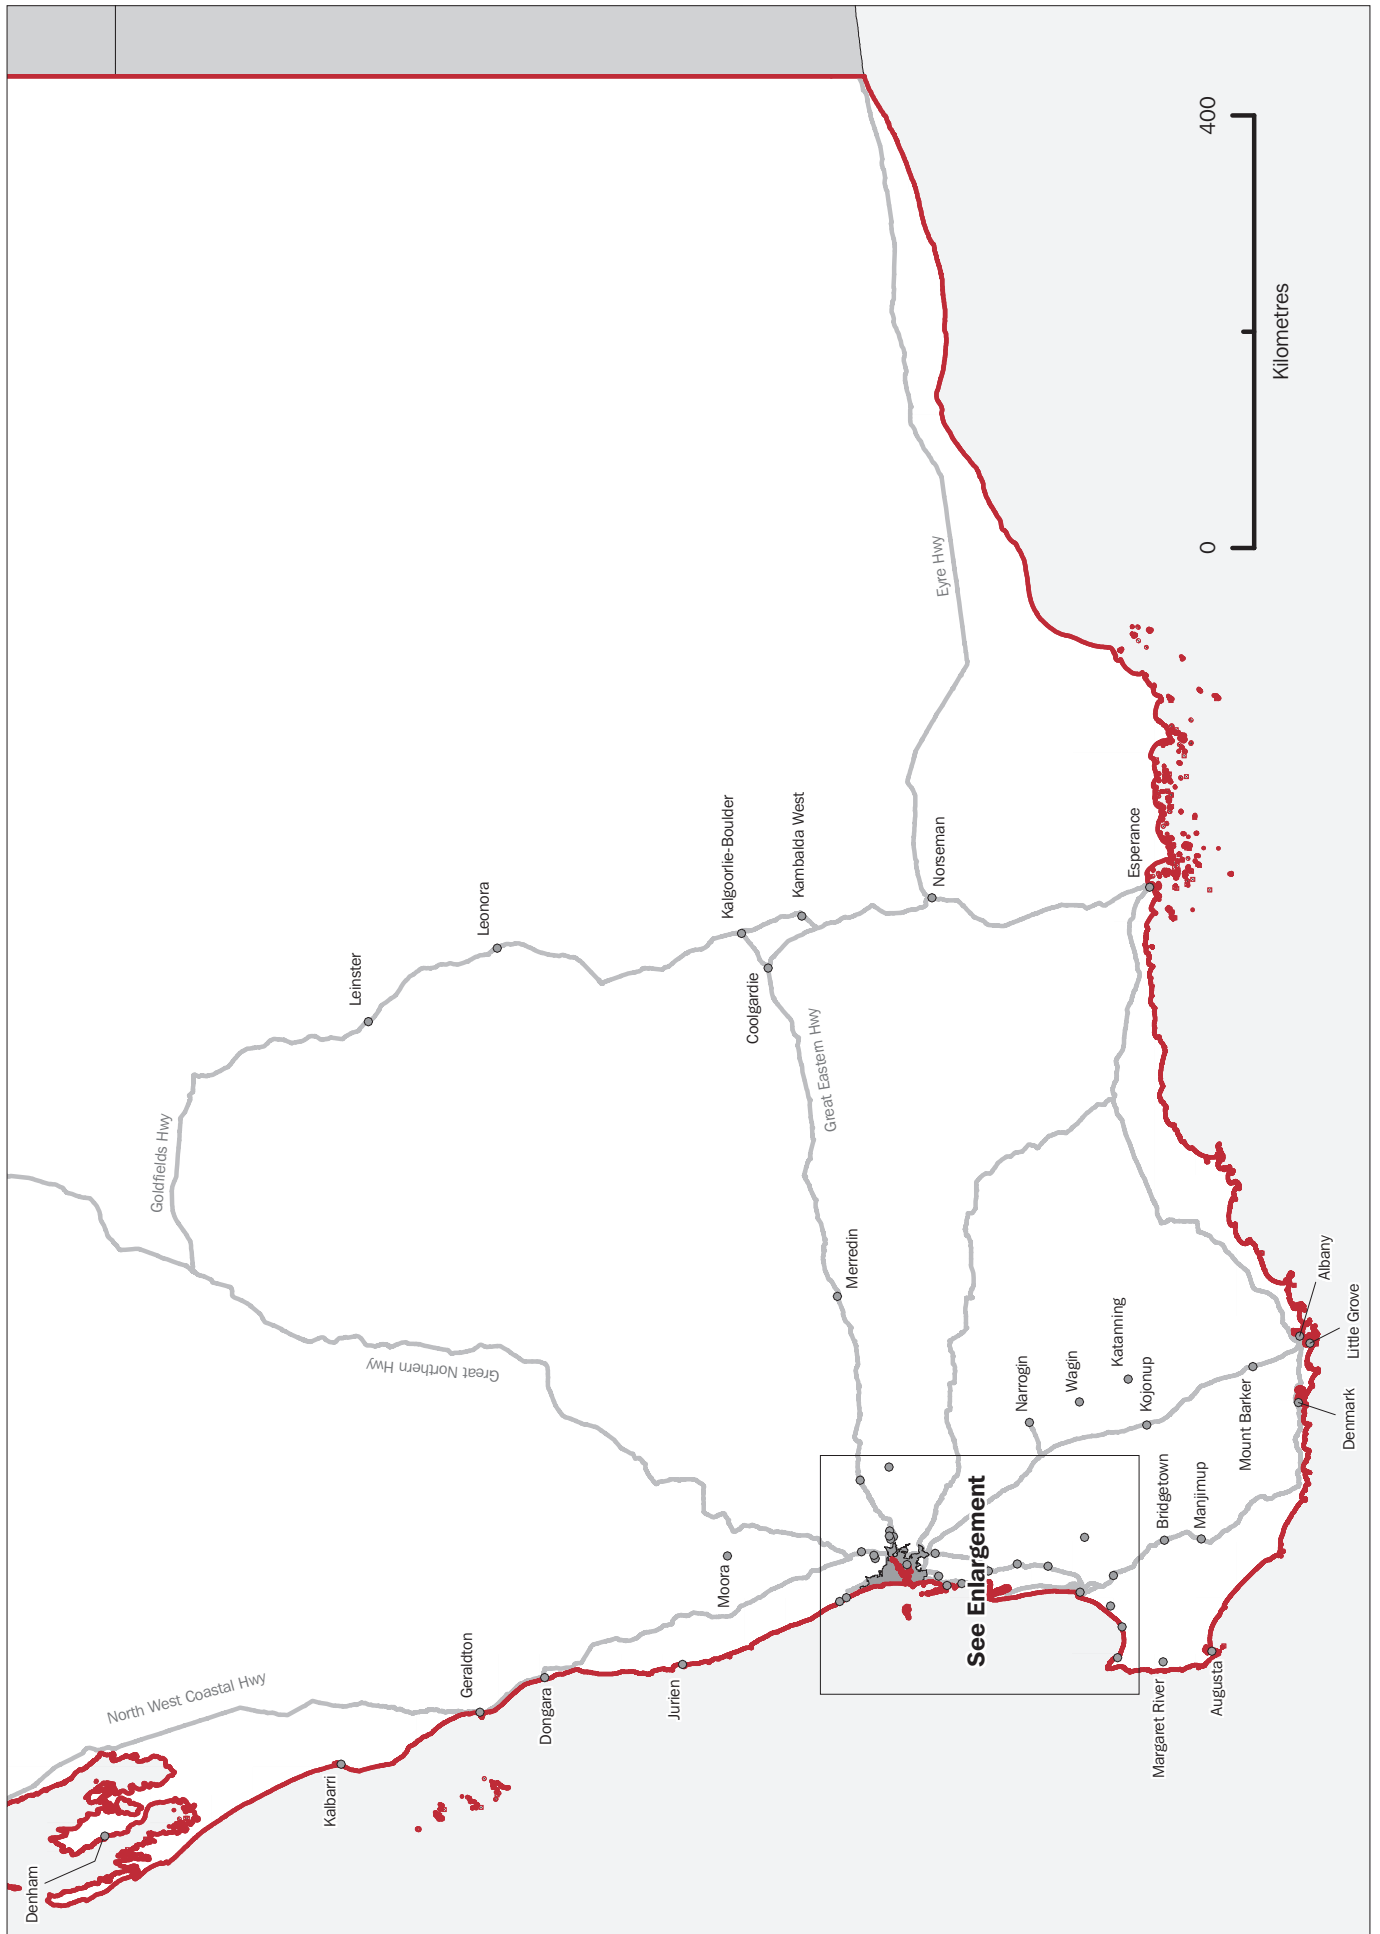 Denham
North West Coastal Hwy
Kalbarri
Geraldton
Dongara
Jurien
Moora
Great Northern Hwy
Goldfields Hwy
Leinster
Leonora
Kalgoorlie-Boulder
Kambalda West
Coolgardie
Great Eastern Hwy
Merredin
Norseman
Eyre Hwy
Esperance
See Enlargement
Narrogin
Wagin
Katanning
Kojonup
Bridgetown
Manjimup
Mount Barker
Margaret River
Augusta
Denmark
Albany
Little Grove
0
400
Kilometres